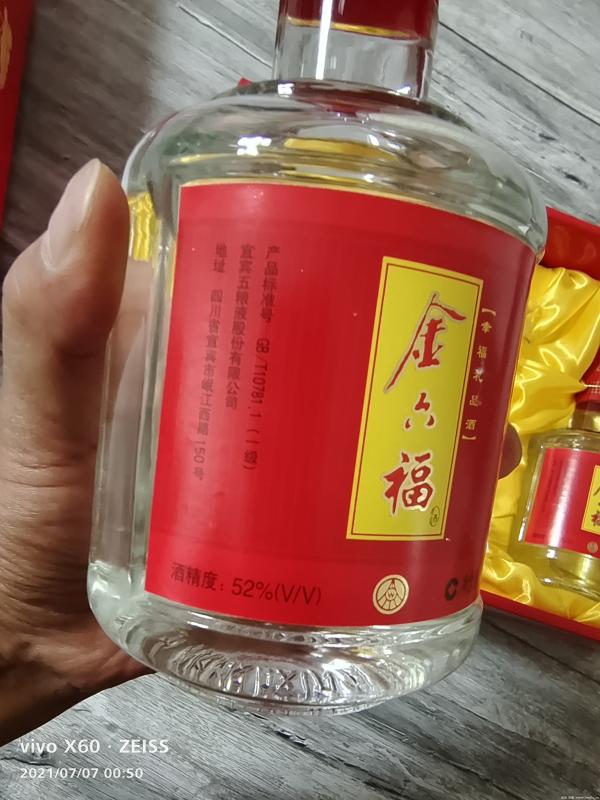 【幸福礼品酒】
金六福
产品标准号 GB/T10781.1（一级）
宜宾五粮液股份有限公司
地址 四川省宜宾市岷江西路150号
酒精度：52%(V/V)
vivo X60 · ZEISS
2021/07/07 00:50